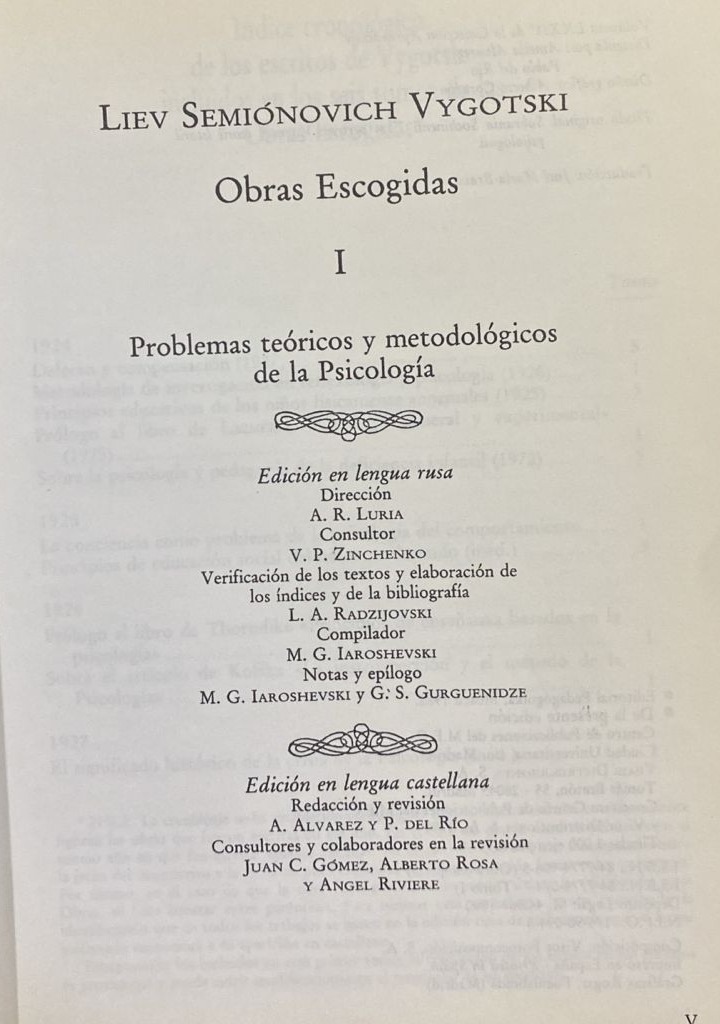 LIEV SEMIÓNOVICH VYGOTSKI
Obras Escogidas
I
Problemas teóricos y metodológicos
de la Psicología
Edición en lengua rusa
Dirección
A. R. LURIA
Consultor
V. P. ZINCHENKO
Verificación de los textos y elaboración de
los índices y de la bibliografía
L. A. RADZIJOVSKI
Compilador
M. G. IAROSHEVSKI
Notas y epílogo
M. G. IAROSHEVSKI y G. S. GURGUENIDZE
Edición en lengua castellana
Redacción y revisión
A. ALVAREZ Y P. DEL RÍO
Consultores y colaboradores en la revisión
JUAN C. GÓMEZ, ALBERTO ROSA
Y ANGEL RIVIERE
V